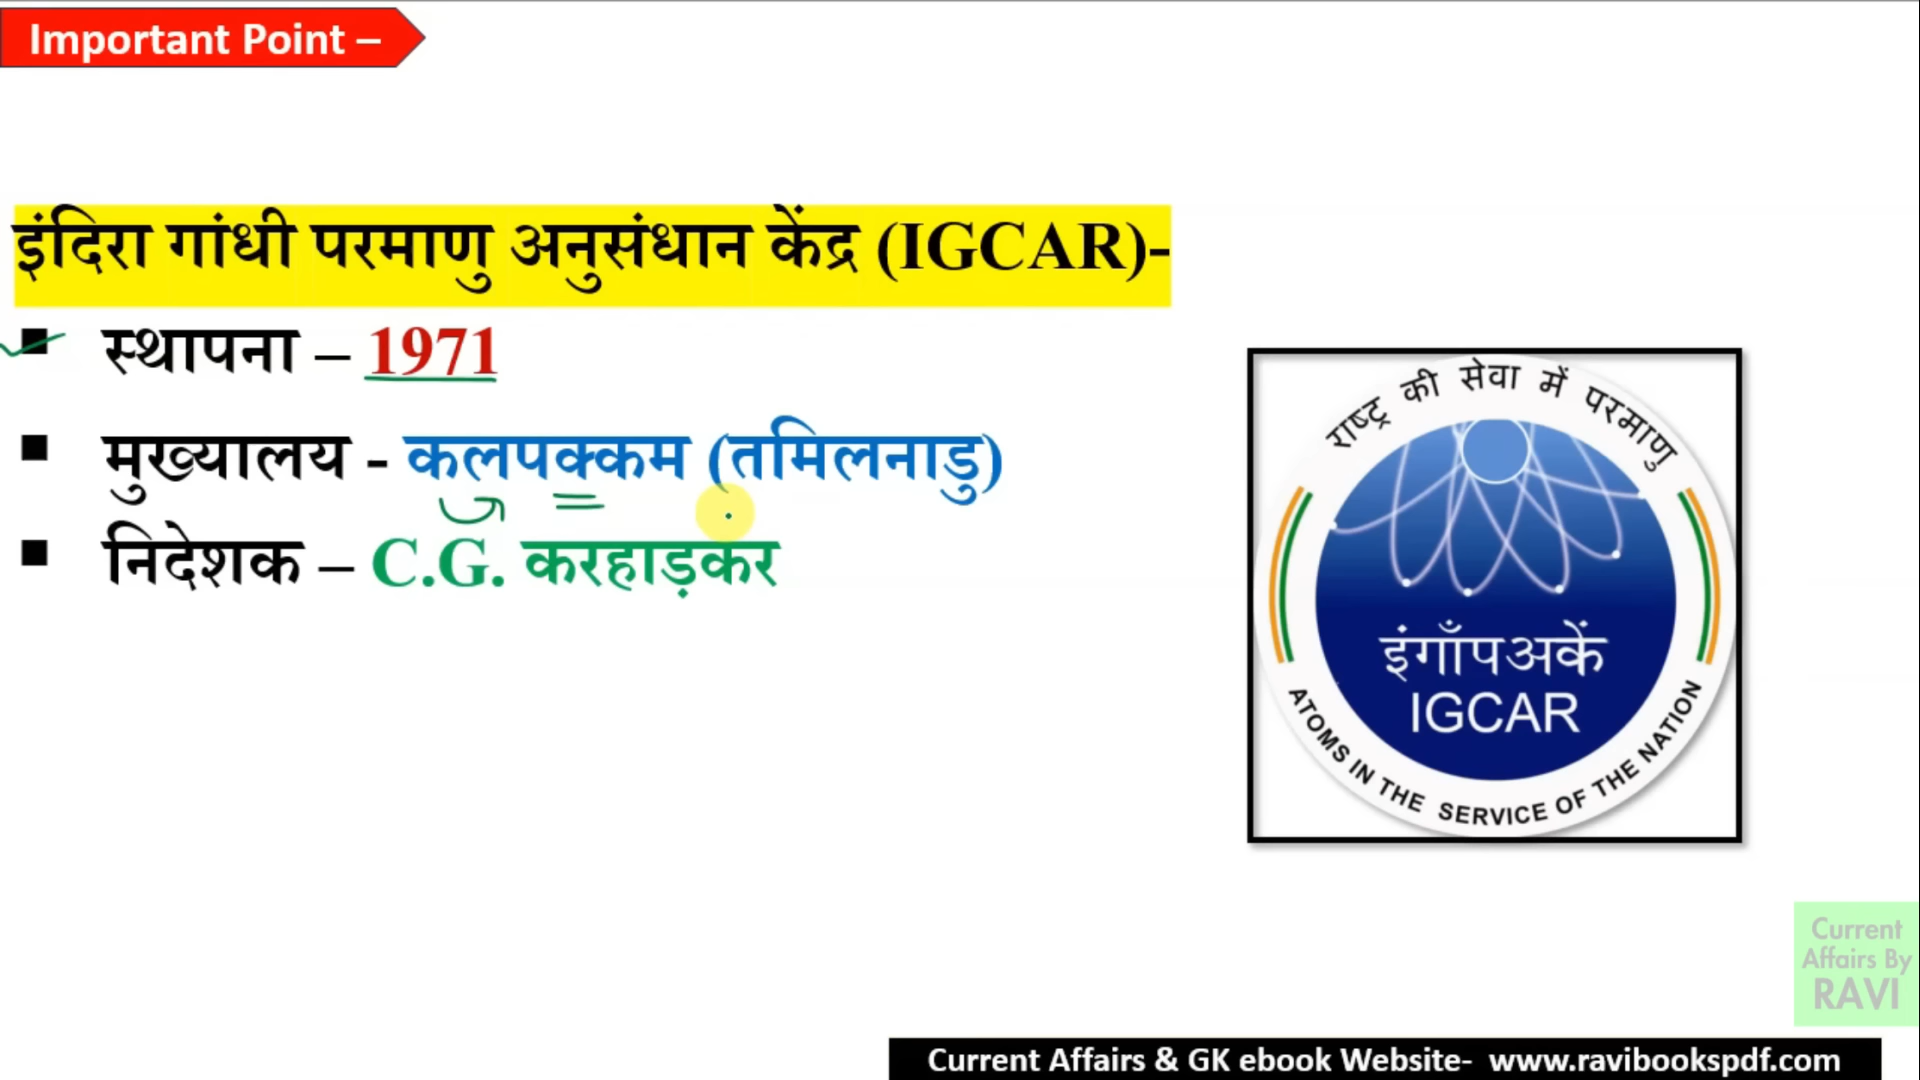 Important Point –
इंदिरा गांधी परमाणु अनुसंधान केंद्र (IGCAR)-
▪ स्थापना – 1971
▪ मुख्यालय - कलपक्कम (तमिलनाडु)
▪ निदेशक – C.G. करहाड़कर
राष्ट्र की सेवा में परमाणु
इंगाँपअकें
IGCAR
ATOMS IN THE SERVICE OF THE NATION
Current
Affairs By
RAVI
Current Affairs & GK ebook Website- www.ravibookspdf.com